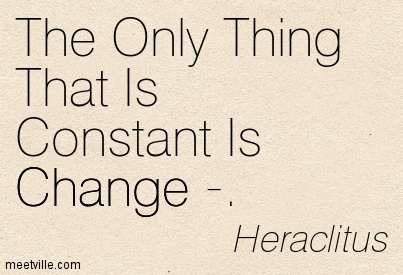 The Only Thing
That Is
Constant Is
Change -.
Heraclitus
meetville.com